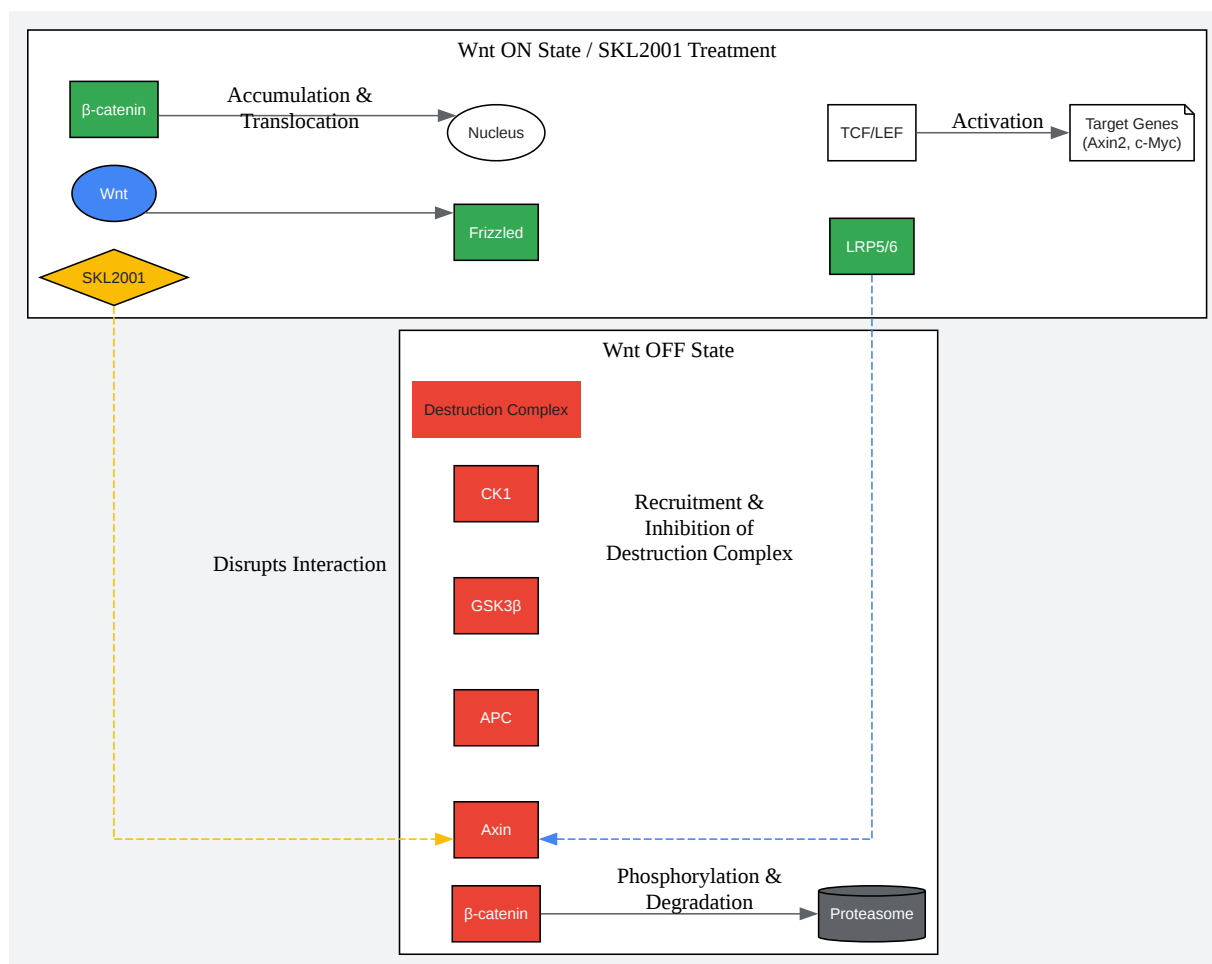 Wnt ON State / SKL2001 Treatment
β-catenin
Accumulation &
Translocation
Nucleus
TCF/LEF
Activation
Target Genes
(Axin2, c-Myc)
Wnt
Frizzled
LRP5/6
SKL2001
Wnt OFF State
Destruction Complex
CK1
Recruitment &
Inhibition of
Destruction Complex
Disrupts Interaction
GSK3β
APC
Axin
Phosphorylation &
Degradation
β-catenin
Proteasome